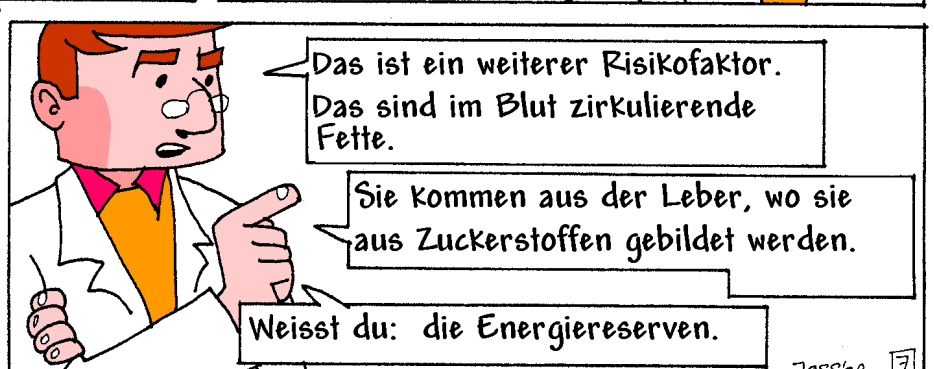 Das ist ein weiterer Risikofaktor.
Das sind im Blut zirkulierende
Fette.
Sie kommen aus der Leber, wo sie
aus Zuckerstoffen gebildet werden.
Weisst du: die Energiereserven.
7